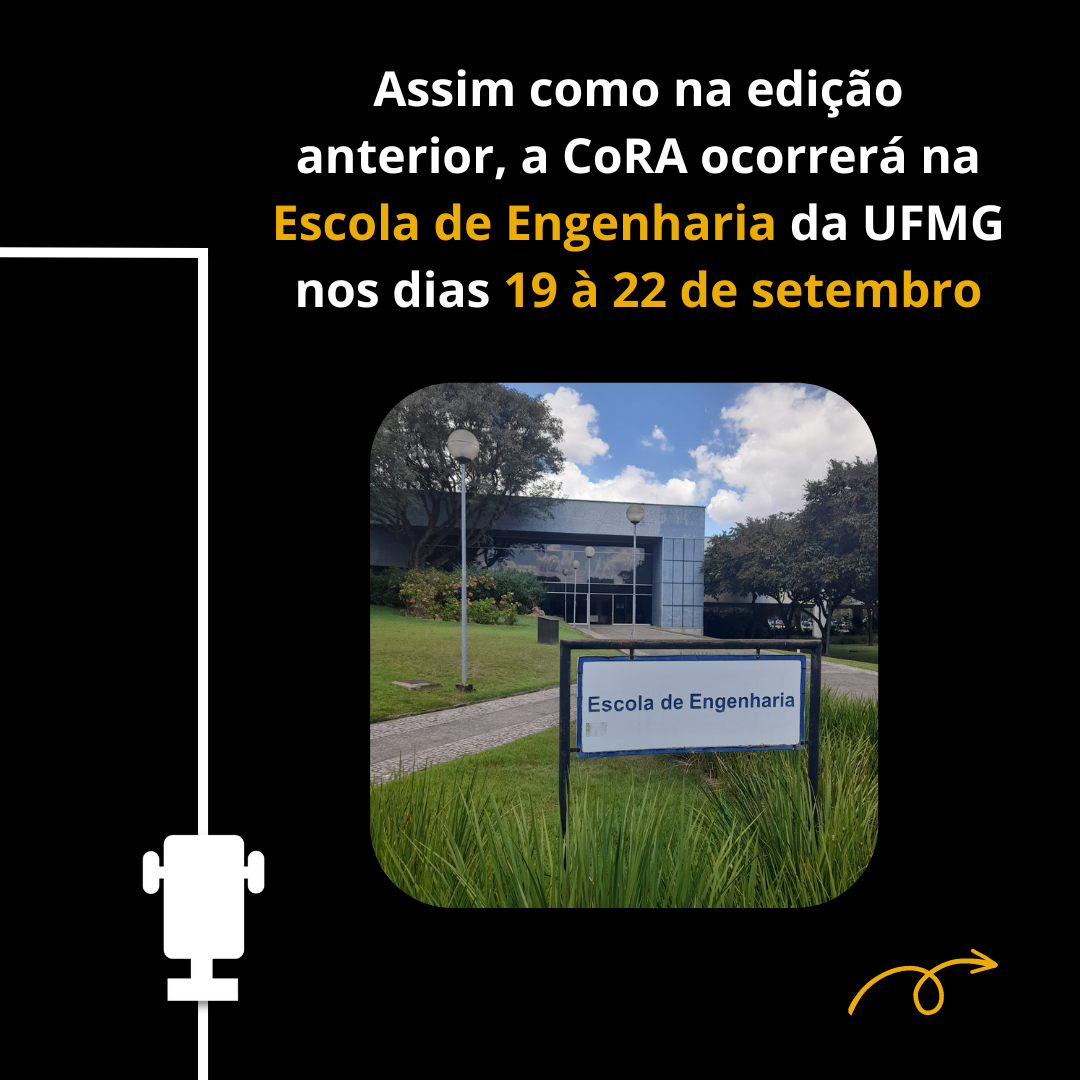 Assim como na edição
anterior, a CoRA ocorrerá na
Escola de Engenharia da UFMG
nos dias 19 à 22 de setembro
Escola de Engenharia